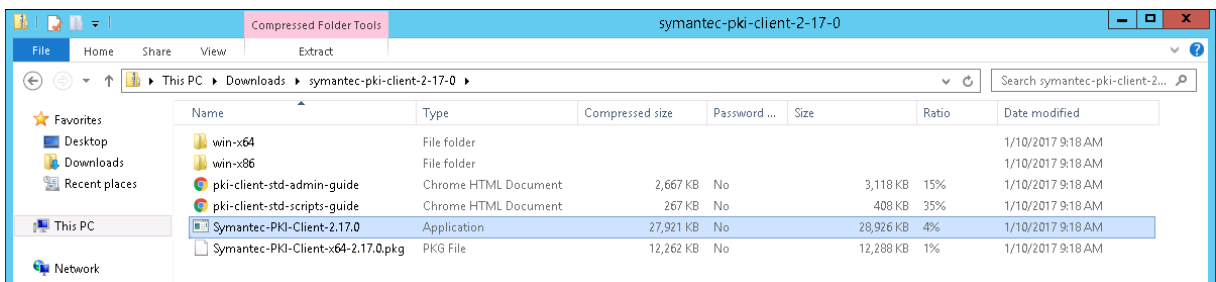 Compressed Folder Tools symantec-pki-client-2-17-0
File Home Share View Extract
This PC Downloads symantec-pki-client-2-17-0 Search symantec-pki-client-2...
Favorites
Desktop
Downloads
Recent places
This PC
Network
Name Type Compressed size Password ... Size Ratio Date modified
win-x64 File folder 1/10/2017 9:18 AM
win-x86 File folder 1/10/2017 9:18 AM
pki-client-std-admin-guide Chrome HTML Document 2,667 KB No 3,118 KB 15% 1/10/2017 9:18 AM
pki-client-std-scripts-guide Chrome HTML Document 267 KB No 408 KB 35% 1/10/2017 9:18 AM
Symantec-PKI-Client-2.17.0 Application 27,921 KB No 28,926 KB 4% 1/10/2017 9:18 AM
Symantec-PKI-Client-x64-2.17.0.pkg PKG File 12,262 KB No 12,288 KB 1% 1/10/2017 9:18 AM